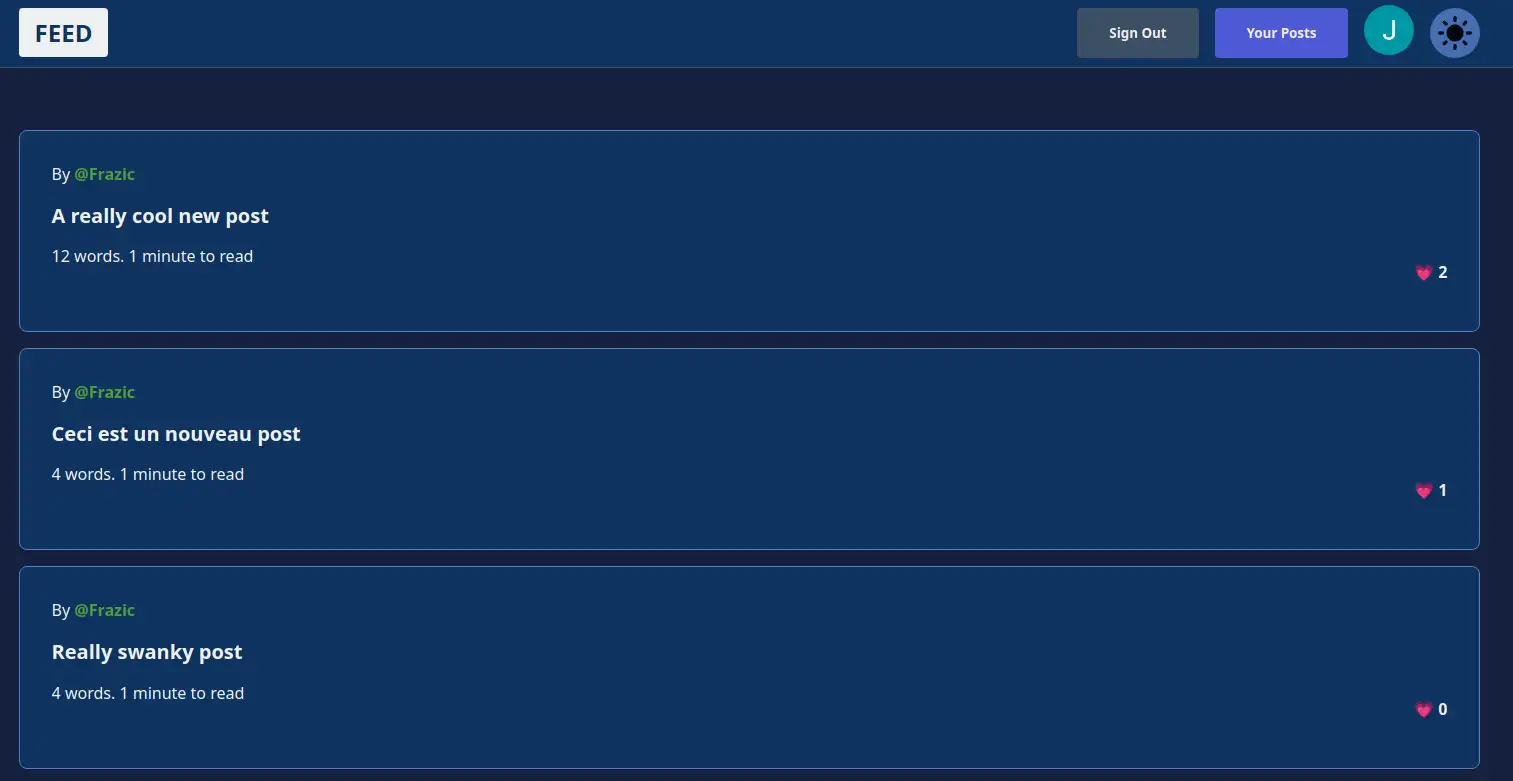 FEED
Sign Out
Your Posts
J
By @Frazic
A really cool new post
12 words. 1 minute to read
2
By @Frazic
Ceci est un nouveau post
4 words. 1 minute to read
1
By @Frazic
Really swanky post
4 words. 1 minute to read
0